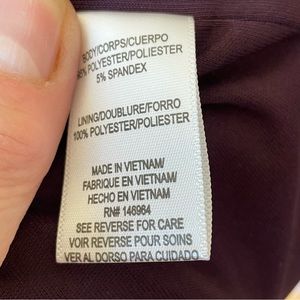 BODY/CORPS/CUERPO
POLYESTER/POLIESTER
5% SPANDEX
LINING/DOUBLURE/FORRO
100% POLYESTER/POLIESTER
MADE IN VIETNAM/
FABRIQUE EN VIETNAM/
HECHO EN VIETNAM
RN# 148984
SEE REVERSE FOR CARE
VOIR REVERSE POUR SOINS
VER AL DORSO PARA CUIDADO